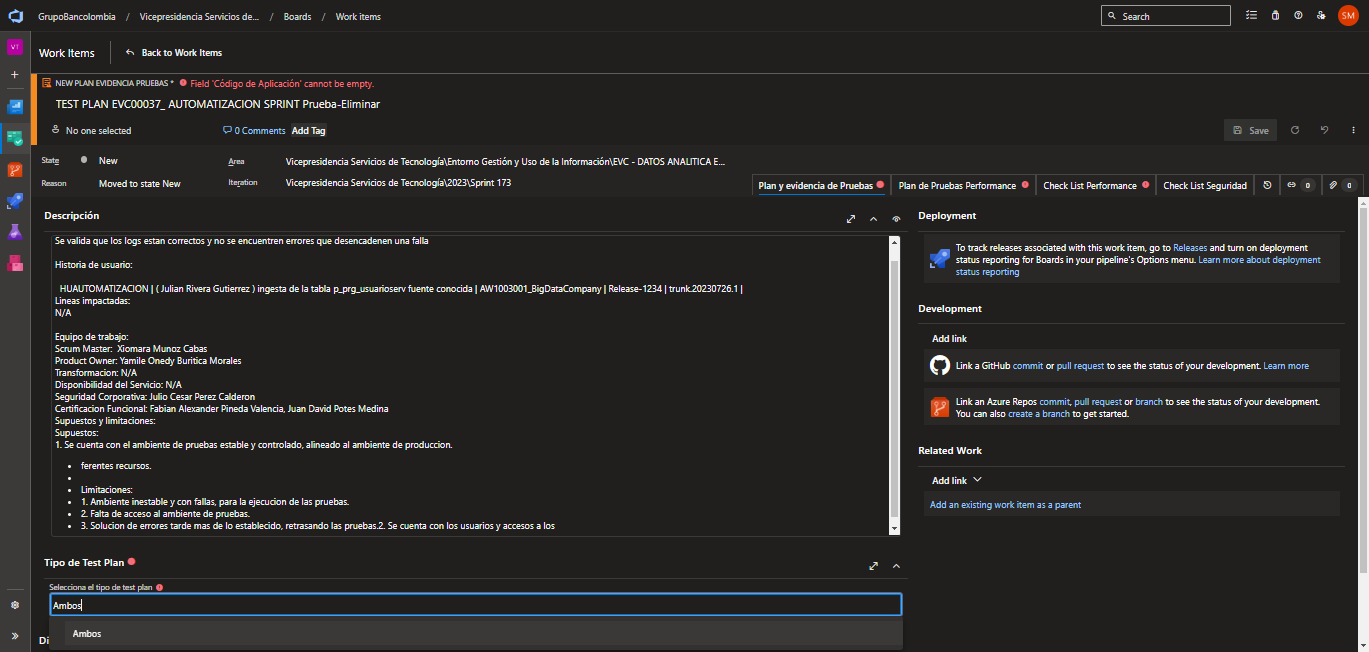 GrupoBancolombia / Vicepresidencia Servicios de... / Boards / Work items
Search
SM
VT
Work Items
Back to Work Items
NEW PLAN EVIDENCIA PRUEBAS * Field 'Código de Aplicación' cannot be empty.
TEST PLAN EVC00037_ AUTOMATIZACION SPRINT Prueba-Eliminar
No one selected
0 Comments
Add Tag
Save
State
New
Area
Vicepresidencia Servicios de Tecnología\Entorno Gestión y Uso de la Información\EVC - DATOS ANALITICA E...
Reason
Moved to state New
Iteration
Vicepresidencia Servicios de Tecnología\2023\Sprint 173
Plan y evidencia de Pruebas
Plan de Pruebas Performance
Check List Performance
Check List Seguridad
0
0
Descripción
Se valida que los logs estan correctos y no se encuentren errores que desencadenen una falla
Historia de usuario:
HUAUTOMATIZACION | ( Julian Rivera Gutierrez ) ingesta de la tabla p_prg_usuarioserv fuente conocida | AW1003001_BigDataCompany | Release-1234 | trunk.20230726.1 |
Lineas impactadas:
N/A
Equipo de trabajo:
Scrum Master: Xiomara Munoz Cabas
Product Owner: Yamile Onedy Buritica Morales
Transformacion: N/A
Disponibilidad del Servicio: N/A
Seguridad Corporativa: Julio Cesar Perez Calderon
Certificacion Funcional: Fabian Alexander Pineda Valencia, Juan David Potes Medina
Supuestos y limitaciones:
Supuestos:
1. Se cuenta con el ambiente de pruebas estable y controlado, alineado al ambiente de produccion.
• ferentes recursos.
•
• Limitaciones:
• 1. Ambiente inestable y con fallas, para la ejecucion de las pruebas.
• 2. Falta de acceso al ambiente de pruebas.
• 3. Solucion de errores tarde mas de lo establecido, retrasando las pruebas.2. Se cuenta con los usuarios y accesos a los
Tipo de Test Plan
Selecciona el tipo de test plan
Ambos
Ambos
Di
Deployment
To track releases associated with this work item, go to Releases and turn on deployment
status reporting for Boards in your pipeline's Options menu. Learn more about deployment
status reporting
Development
Add link
Link a GitHub commit or pull request to see the status of your development. Learn more
Link an Azure Repos commit, pull request or branch to see the status of your development.
You can also create a branch to get started.
Related Work
Add link
Add an existing work item as a parent